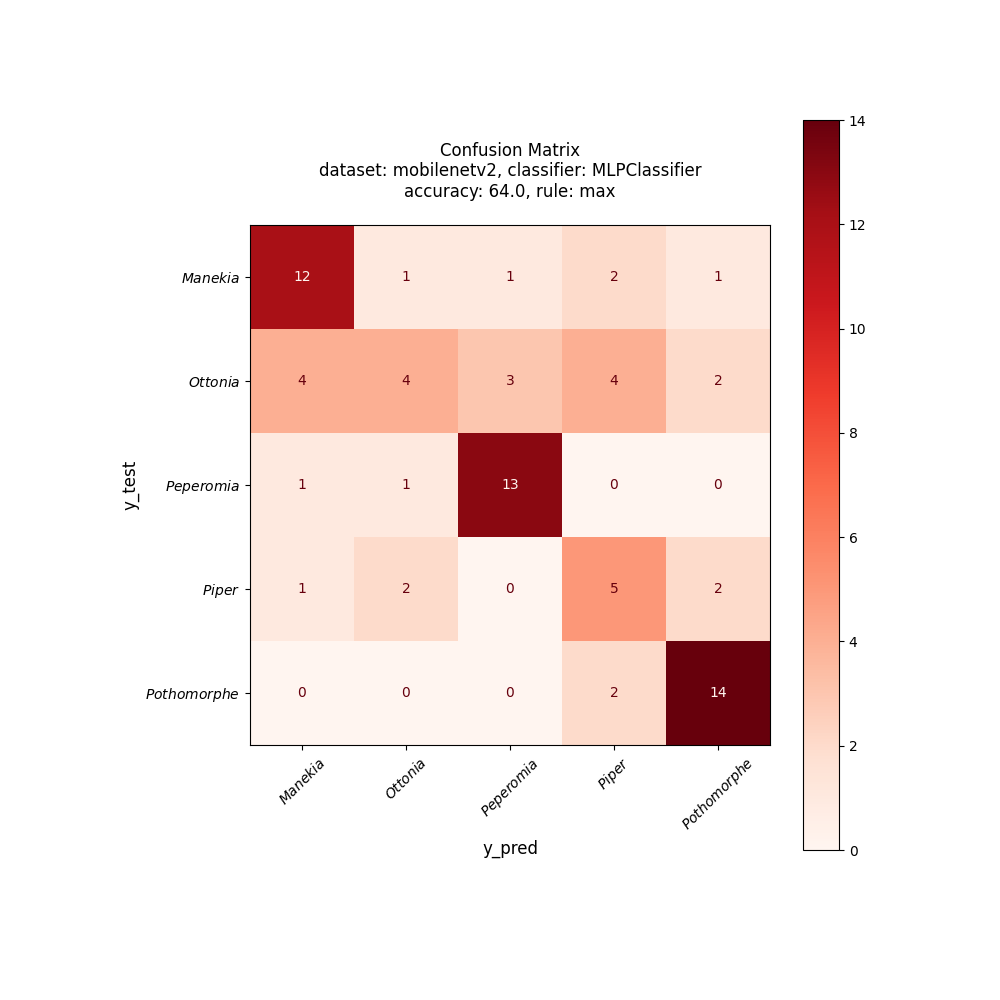 Confusion Matrix
dataset: mobilenetv2, classifier: MLPClassifier
accuracy: 64.0, rule: max
y_test
Manekia 12 1 1 2 1
Ottonia 4 4 3 4 2
Peperomia 1 1 13 0 0
Piper 1 2 0 5 2
Pothomorphe 0 0 0 2 14
Manekia Ottonia Peperomia Piper Pothomorphe
y_pred
14
12
10
8
6
4
2
0